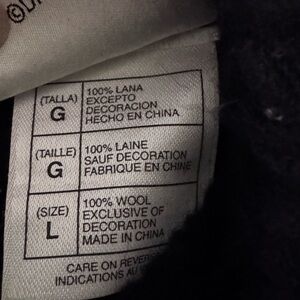 (TALLA)
G
100% LANA
EXCEPTO
DECORACION
HECHO EN CHINA
(TAILLE)
G
100% LAINE
SAUF DECORATION
FABRIQUE EN CHINE
(SIZE)
L
100% WOOL
EXCLUSIVE OF
DECORATION
MADE IN CHINA
CARE ON REVER
INDICATIONS AU